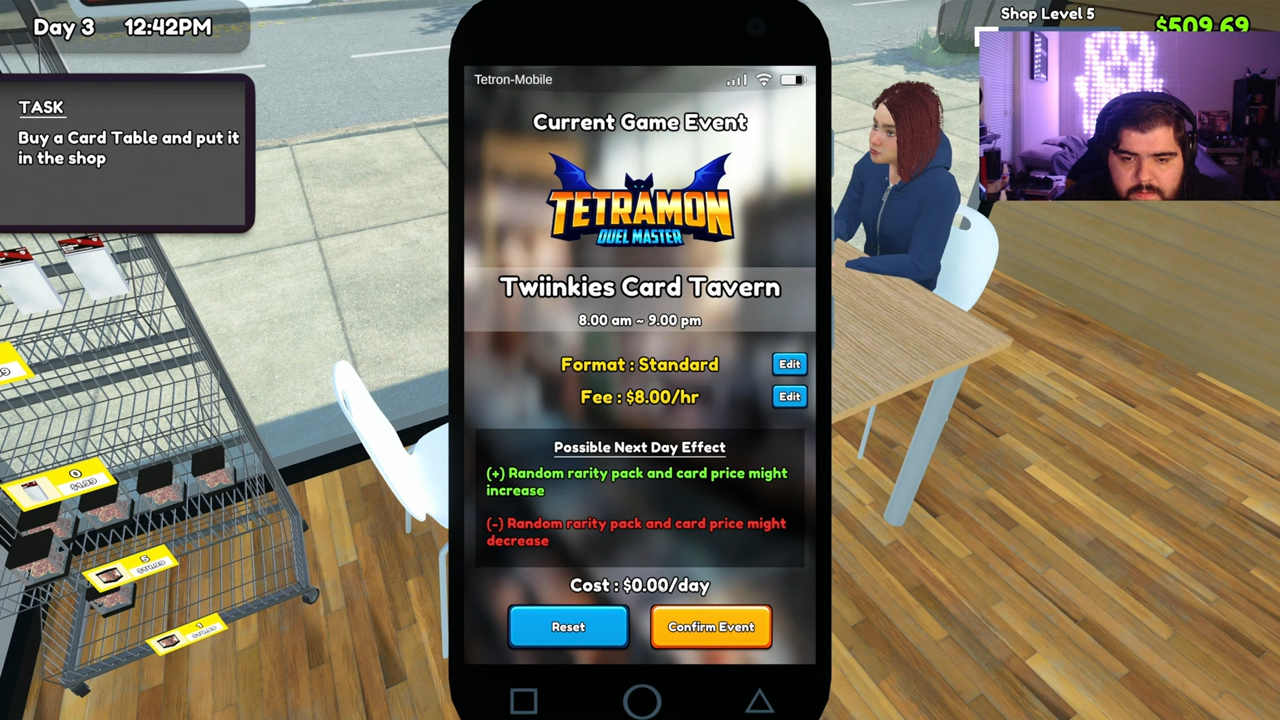 Day 3 12:42PM
Shop Level 5
$509.69
TASK
Buy a Card Table and put it
in the shop
Tetron-Mobile
Current Game Event
TETRAMON
DUEL MASTER
Twiinkies Card Tavern
8.00 am ~ 9.00 pm
Format : Standard
Edit
Fee : $8.00/hr
Edit
Possible Next Day Effect
(+) Random rarity pack and card price might
increase
(-) Random rarity pack and card price might
decrease
Cost : $0.00/day
Reset
Confirm Event